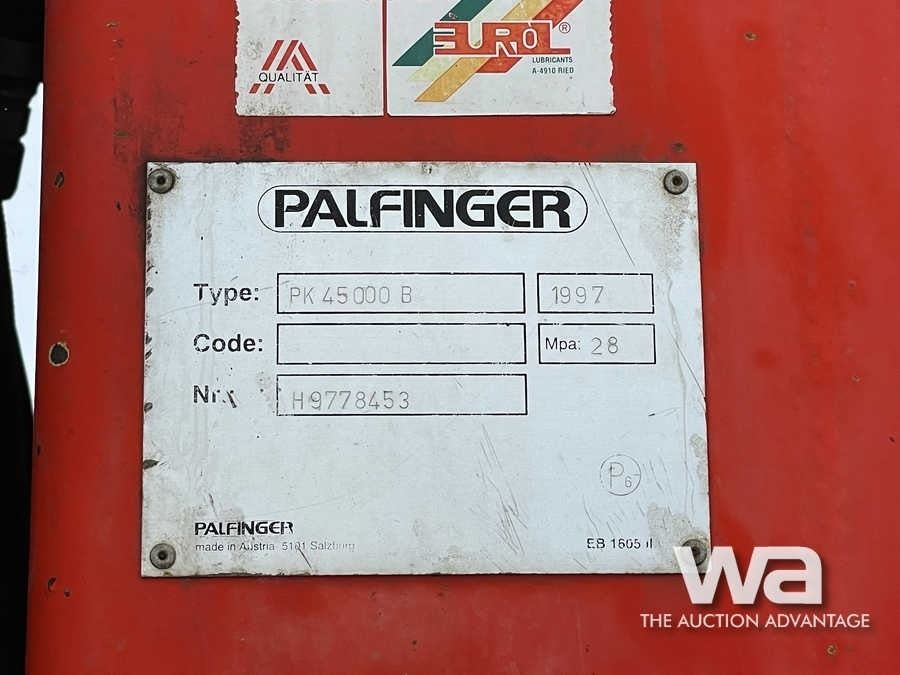 QUALITÄT
EUROL®
LUBRICANTS
A-4910 RIED
PALFINGER
Type: PK 45000 B 1997
Code: Mpa: 28
Nr. H9778453
P6
PALFINGER
made in Austria 5101 Salzburg
EB 1605 II
wa
THE AUCTION ADVANTAGE